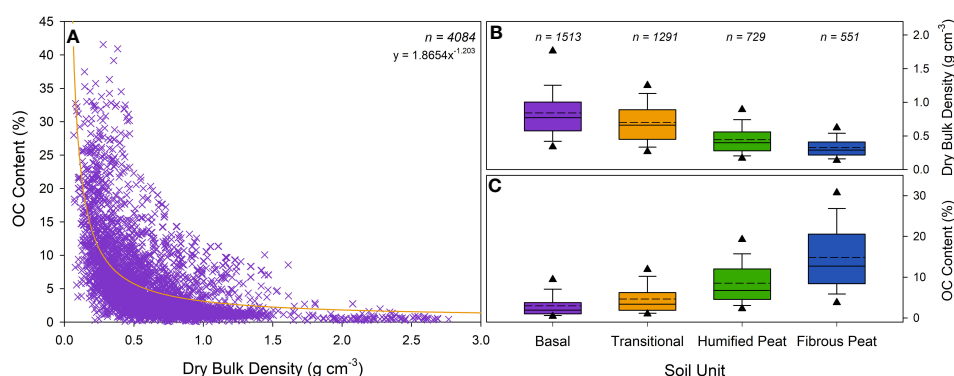 A
n = 4084
y = 1.8654x^-1.203
45
40
35
30
25
20
15
10
5
0
OC Content (%)
0.0 0.5 1.0 1.5 2.0 2.5 3.0
Dry Bulk Density (g cm^-3)
B
n = 1513 n = 1291 n = 729 n = 551
2.0
1.5
1.0
0.5
0.0
Dry Bulk Density (g cm^-3)
C
30
20
10
0
OC Content (%)
Basal Transitional Humified Peat Fibrous Peat
Soil Unit